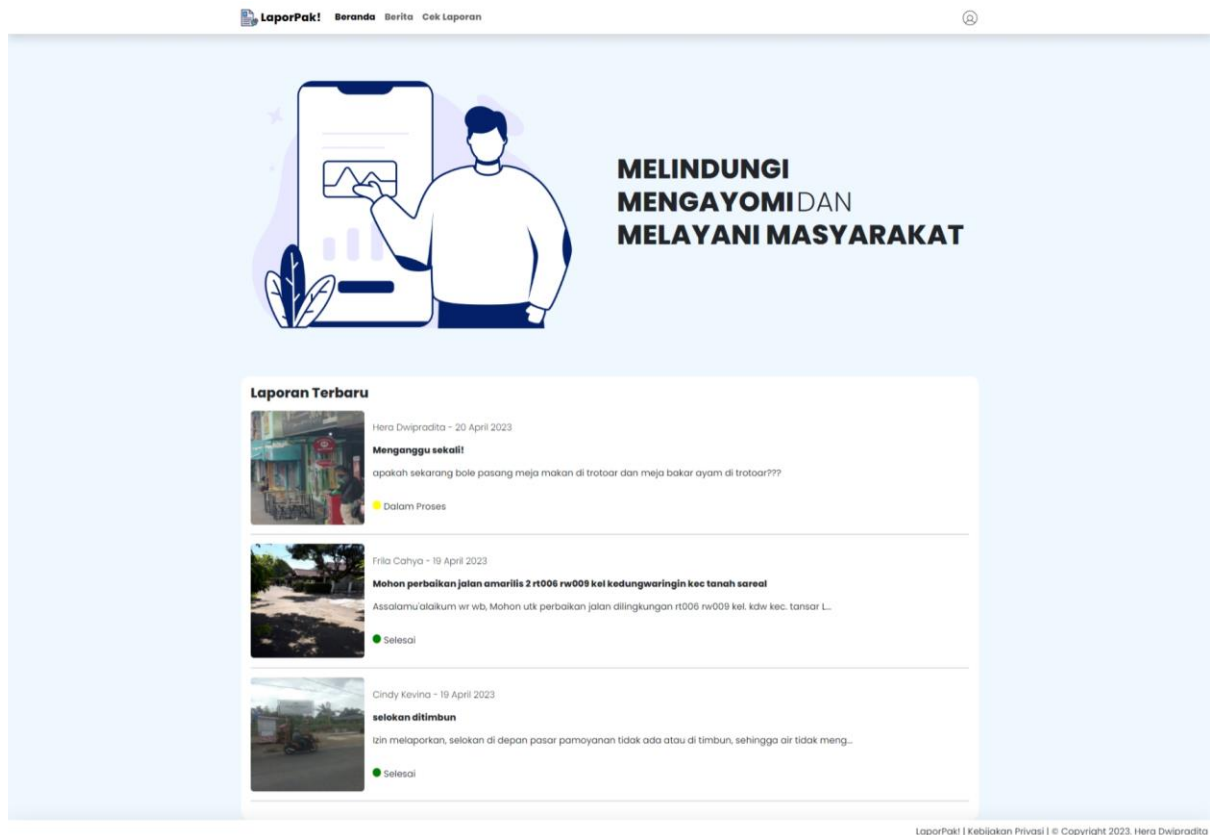 LaporPak! Beranda Berita Cek Laporan
MELINDUNGI
MENGAYOMI DAN
MELAYANI MASYARAKAT
Laporan Terbaru
Hera Dwipradita - 20 April 2023
Menganggu sekali!
apakah sekarang bole pasang meja makan di trotoar dan meja bakar ayam di trotoar???
Dalam Proses
Frila Cahya - 19 April 2023
Mohon perbaikan jalan amarilis 2 rt006 rw009 kel kedungwaringin kec tanah sareal
Assalamu'alaikum wr wb, Mohon utk perbaikan jalan dilingkungan rt006 rw009 kel. kdw kec. tansar L...
Selesai
Cindy Kevina - 19 April 2023
selokan ditimbun
Izin melaporkan, selokan di depan pasar pamoyanan tidak ada atau di timbun, sehingga air tidak meng...
Selesai
LaporPak! | Kebijakan Privasi | © Copyright 2023. Hera Dwipradita